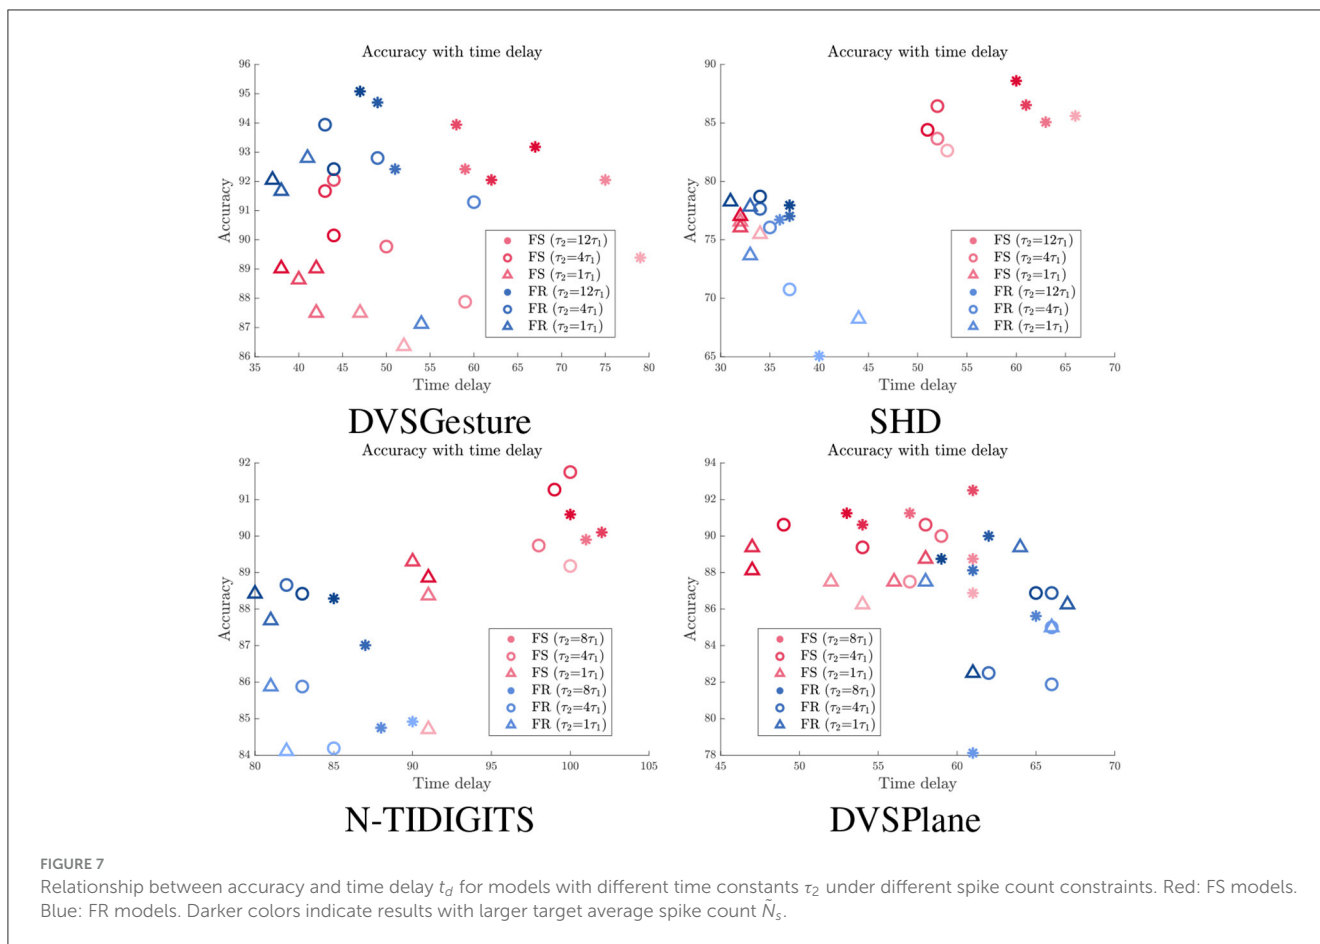 Accuracy with time delay
96
95
94
93
92
91
90
89
88
87
86
Accuracy
35 40 45 50 55 60 65 70 75 80
Time delay
FS (τ₂=12τ₁)
FS (τ₂=4τ₁)
FS (τ₂=1τ₁)
FR (τ₂=12τ₁)
FR (τ₂=4τ₁)
FR (τ₂=1τ₁)
DVSGesture
Accuracy with time delay
90
85
80
75
70
65
Accuracy
30 35 40 45 50 55 60 65 70
Time delay
FS (τ₂=12τ₁)
FS (τ₂=4τ₁)
FS (τ₂=1τ₁)
FR (τ₂=12τ₁)
FR (τ₂=4τ₁)
FR (τ₂=1τ₁)
SHD
Accuracy with time delay
92
91
90
89
88
87
86
85
84
Accuracy
80 85 90 95 100 105
Time delay
FS (τ₂=8τ₁)
FS (τ₂=4τ₁)
FS (τ₂=1τ₁)
FR (τ₂=8τ₁)
FR (τ₂=4τ₁)
FR (τ₂=1τ₁)
N-TIDIGITS
Accuracy with time delay
94
92
90
88
86
84
82
80
78
Accuracy
45 50 55 60 65 70
Time delay
FS (τ₂=8τ₁)
FS (τ₂=4τ₁)
FS (τ₂=1τ₁)
FR (τ₂=8τ₁)
FR (τ₂=4τ₁)
FR (τ₂=1τ₁)
DVSPlane
FIGURE 7
Relationship between accuracy and time delay t_d for models with different time constants τ₂ under different spike count constraints. Red: FS models.
Blue: FR models. Darker colors indicate results with larger target average spike count Ñₛ.